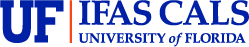 UF IFAS CALS
UNIVERSITY of FLORIDA